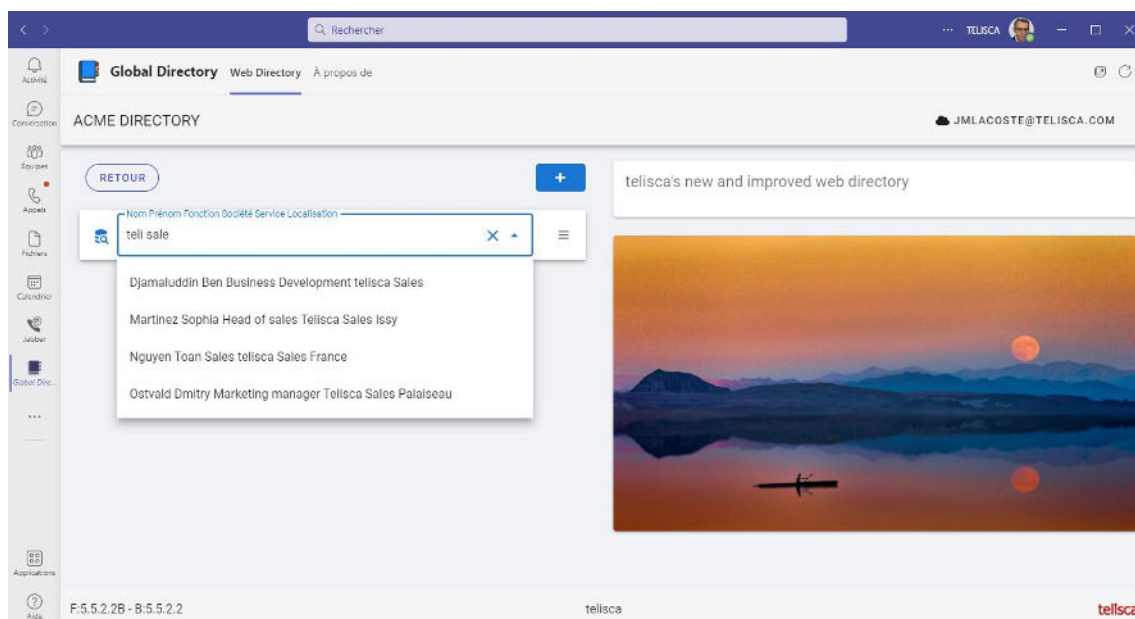 Rechercher
TELISCA
Activité
Global Directory Web Directory À propos de
Conversation
ACME DIRECTORY
JMLACOSTE@TELISCA.COM
Équipes
RETOUR
+
telisca's new and improved web directory
Appels
Nom Prénom Fonction Société Service Localisation
teli sale
Fichiers
Djamaluddin Ben Business Development telisca Sales
Calendrier
Martinez Sophia Head of sales Telisca Sales Issy
Jabber
Nguyen Toan Sales telisca Sales France
Global Dire...
Ostvald Dmitry Marketing manager Telisca Sales Palaiseau
Applications
Aide
F:5.5.2.2B - B:5.5.2.2
telisca
telisca